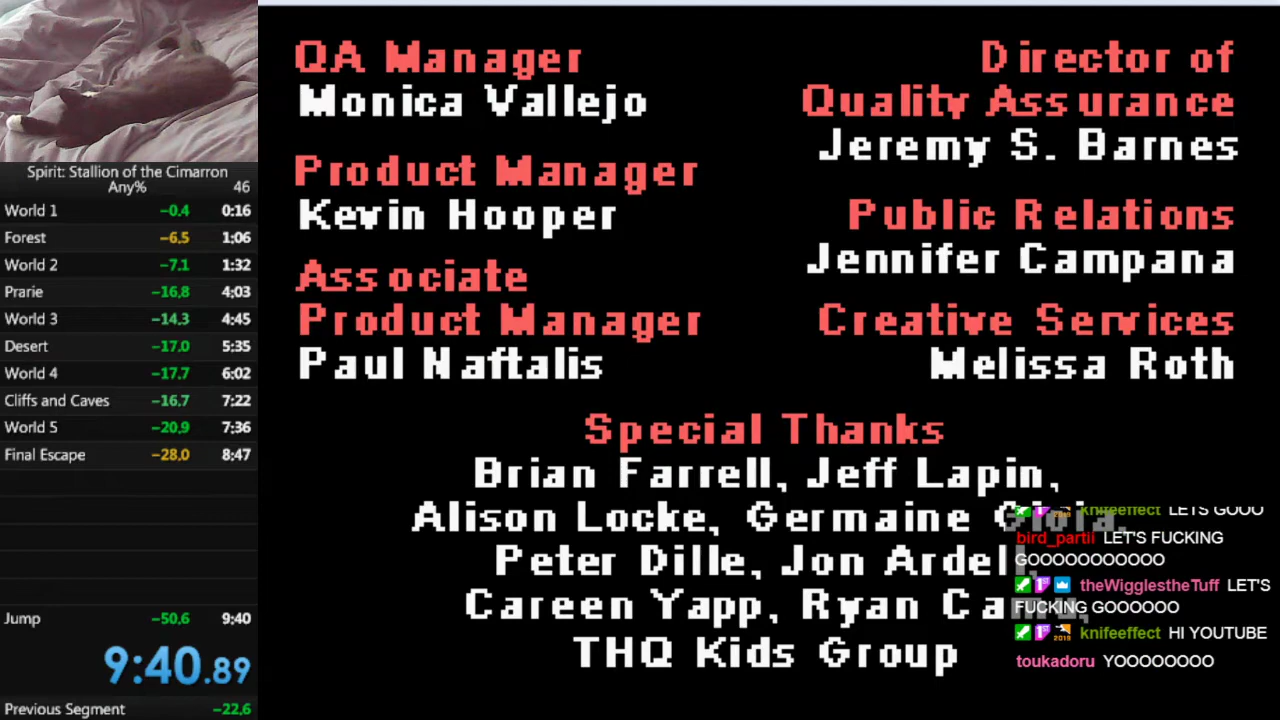 Spirit: Stallion of the Cimarron
Any% 46
World 1 −0.4 0:16
Forest −6.5 1:06
World 2 −7.1 1:32
Prarie −16.8 4:03
World 3 −14.3 4:45
Desert −17.0 5:35
World 4 −17.7 6:02
Cliffs and Caves −16.7 7:22
World 5 −20.9 7:36
Final Escape −28.0 8:47
Jump −50.6 9:40
9:40.89
Previous Segment −22.6
QA Manager
Monica Vallejo
Product Manager
Kevin Hooper
Associate
Product Manager
Paul Naftalis
Director of
Quality Assurance
Jeremy S. Barnes
Public Relations
Jennifer Campana
Creative Services
Melissa Roth
Special Thanks
Brian Farrell, Jeff Lapin,
Alison Locke, Germaine Gioia,
Peter Dille, Jon Ardell,
Careen Yapp, Ryan
THQ Kids Group
knifeeffect LETS GOOO
bird_partii LET'S FUCKING
GOOOOOOOOOOO
theWigglestheTuff LET'S
FUCKING GOOOOOO
knifeeffect HI YOUTUBE
toukadoru YOOOOOOOO